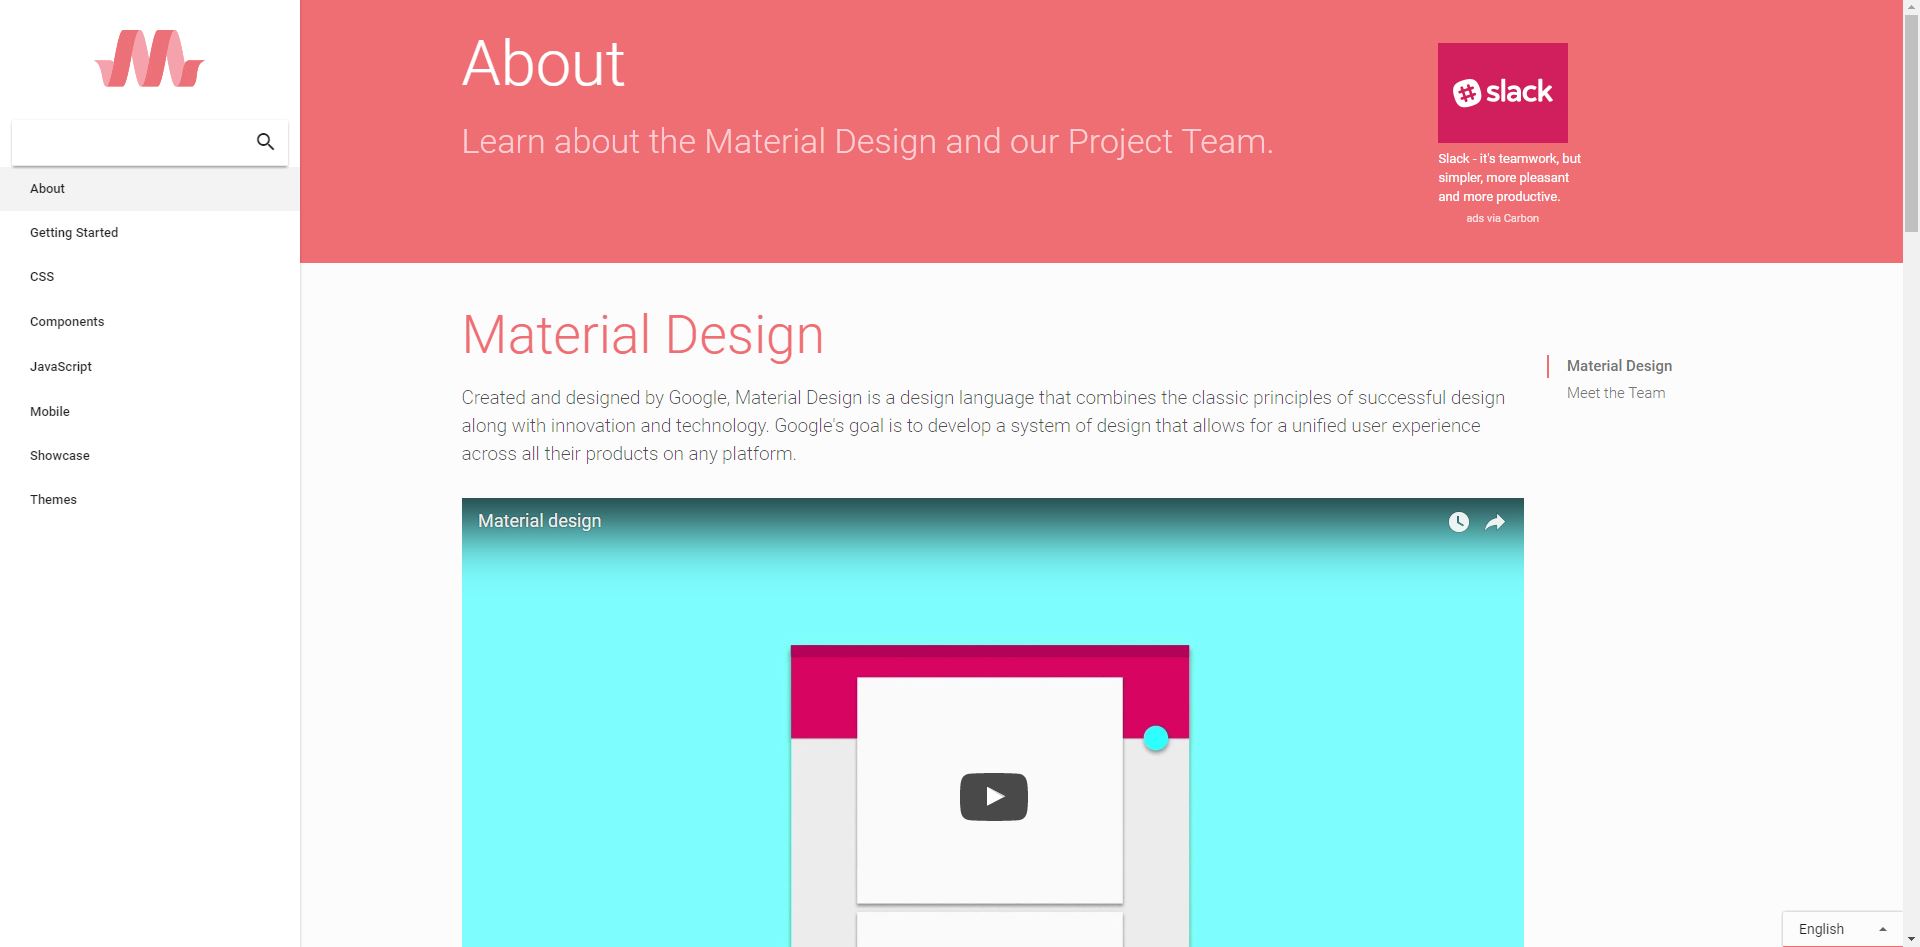 About
Getting Started
CSS
Components
JavaScript
Mobile
Showcase
Themes
About
Learn about the Material Design and our Project Team.
slack
Slack - it's teamwork, but
simpler, more pleasant
and more productive.
ads via Carbon
Material Design
Created and designed by Google, Material Design is a design language that combines the classic principles of successful design
along with innovation and technology. Google's goal is to develop a system of design that allows for a unified user experience
across all their products on any platform.
Material Design
Meet the Team
Material design
English